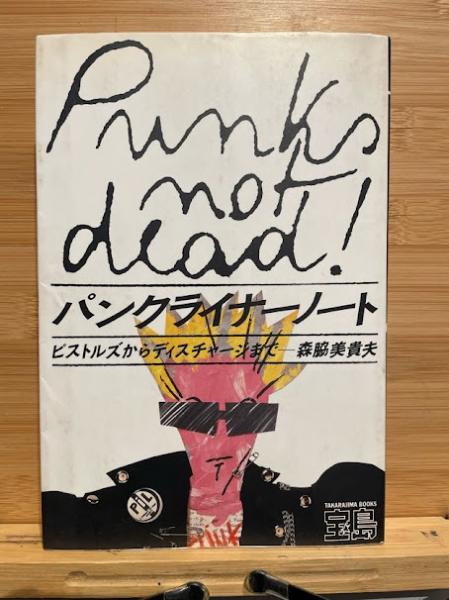 Punks
not
dead!
パンクライナーノート
ピストルズからディスチャージまで──森脇美貴夫
PiL
TAKARAJIMA BOOKS
宝島